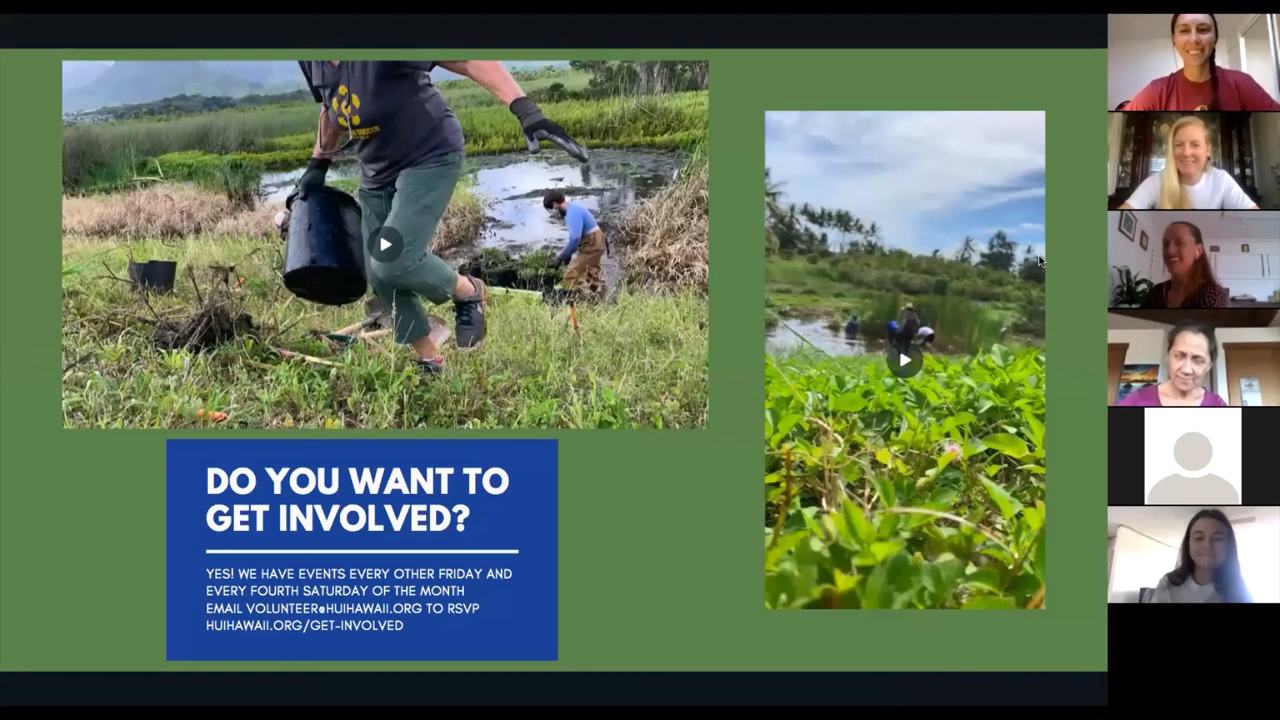 DO YOU WANT TO
GET INVOLVED?
YES! WE HAVE EVENTS EVERY OTHER FRIDAY AND
EVERY FOURTH SATURDAY OF THE MONTH
EMAIL VOLUNTEER@HUIHAWAII.ORG TO RSVP
HUIHAWAII.ORG/GET-INVOLVED